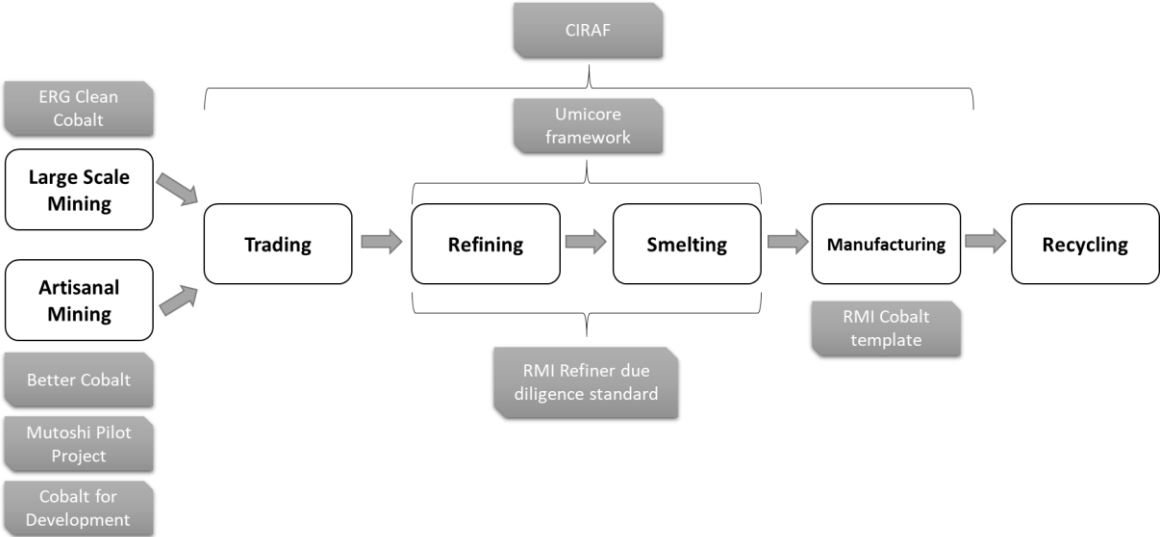 CIRAF
ERG Clean
Cobalt
Umicore
framework
Large Scale
Mining
Trading
Refining
Smelting
Manufacturing
Recycling
Artisanal
Mining
RMI Cobalt
template
Better Cobalt
RMI Refiner due
diligence standard
Mutoshi Pilot
Project
Cobalt for
Development